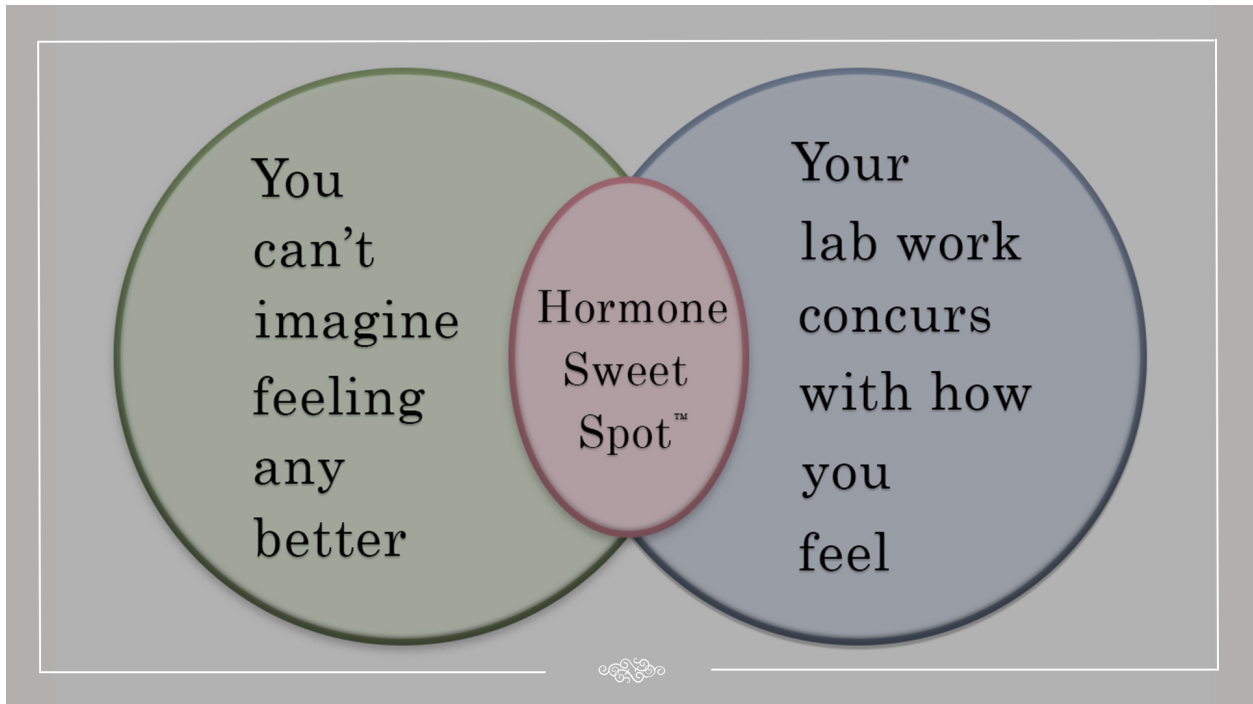 You
can’t
imagine
feeling
any
better
Hormone
Sweet
Spot™
Your
lab work
concurs
with how
you
feel